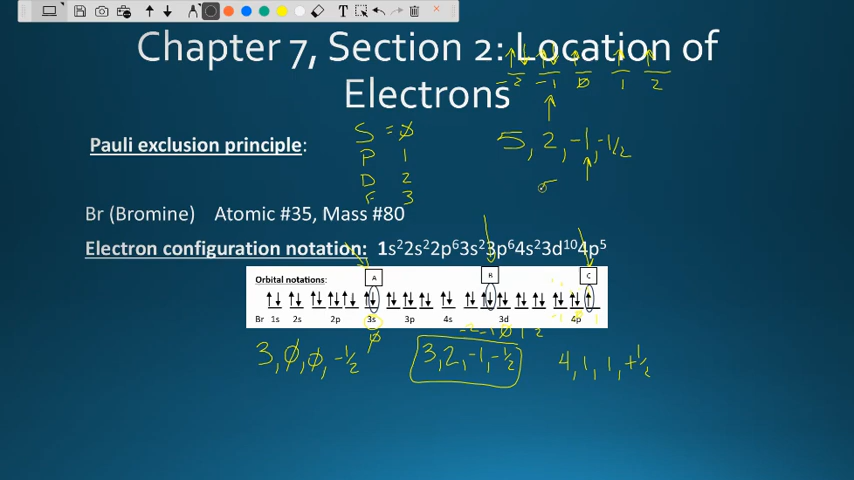 Chapter 7, Section 2: Location of
Electrons
-2 -1 0 1 2
Pauli exclusion principle:
S = 0
P 1
D 2
F 3
5, 2, -1, -1/2
Br (Bromine) Atomic #35, Mass #80
Electron configuration notation: 1s²2s²2p⁶3s²3p⁶4s²3d¹⁰4p⁵
Orbital notations:
A B C
Br 1s 2s 2p 3s 3p 4s 3d 4p
0
-2 -1 0 1 2
3, 0, 0, -1/2
3, 2, -1, -1/2
4, 1, 1, +1/2